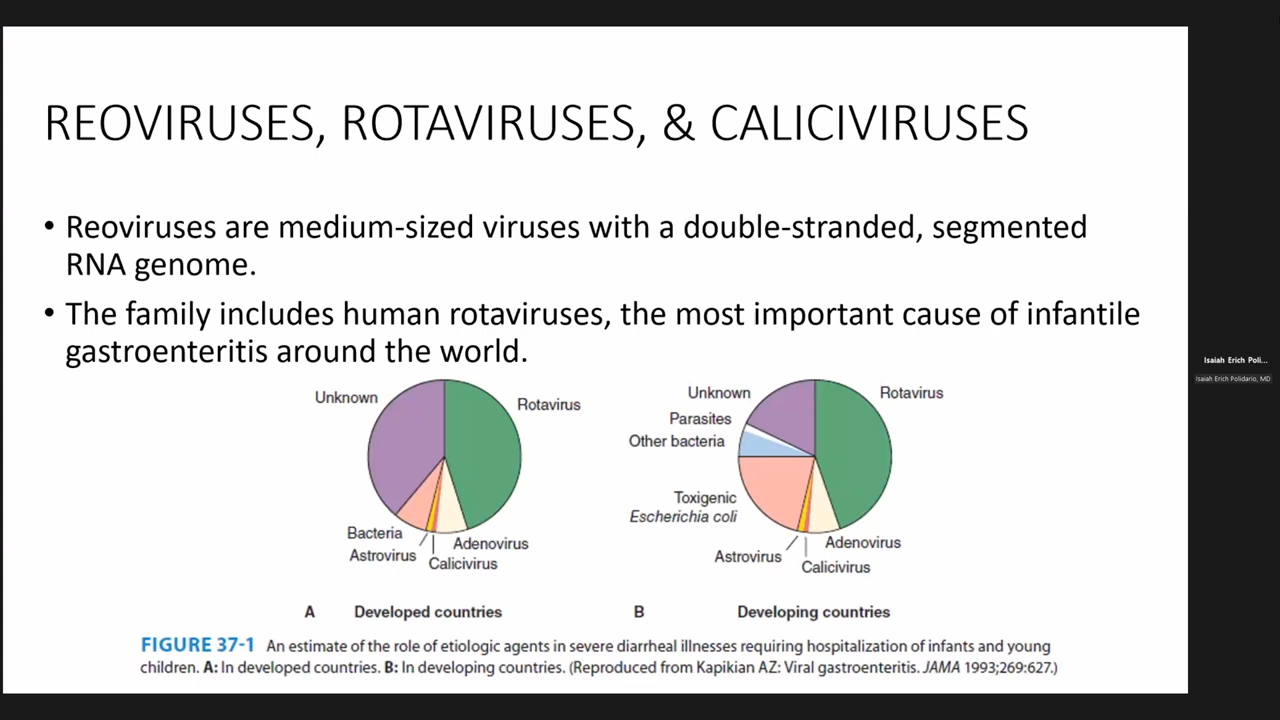 REOVIRUSES, ROTAVIRUSES, & CALICIVIRUSES
• Reoviruses are medium-sized viruses with a double-stranded, segmented
RNA genome.
• The family includes human rotaviruses, the most important cause of infantile
gastroenteritis around the world.
Unknown
Rotavirus
Bacteria
Astrovirus
Adenovirus
Calicivirus
A Developed countries
Unknown
Rotavirus
Parasites
Other bacteria
Toxigenic
Escherichia coli
Astrovirus
Adenovirus
Calicivirus
B Developing countries
FIGURE 37-1 An estimate of the role of etiologic agents in severe diarrheal illnesses requiring hospitalization of infants and young
children. A: In developed countries. B: In developing countries. (Reproduced from Kapikian AZ: Viral gastroenteritis. JAMA 1993;269:627.)
Isaiah Erich Poli...
Isaiah Erich Polidario, MD